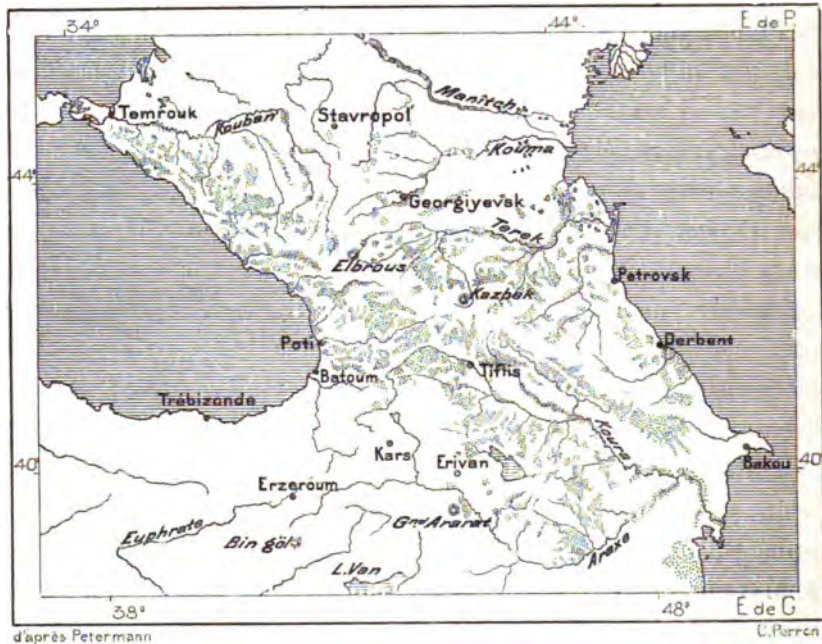 34°
44°
E de P.
Manitch
Temrouk
Kouban
Stavropol'
Kouma
44°
44°
Georgiyevsk
Terek
Elbrous
Petrovsk
Kazbek
Poti
Derbent
Batoum
Tiflis
Trébizonde
Koura
Kars
Erivan
40°
40°
Bakou
Erzeroum
Gnd Ararat
Euphrate
Bin göl
Araxe
L. Van
38°
48°
E de G
d'après Petermann
C. Perron